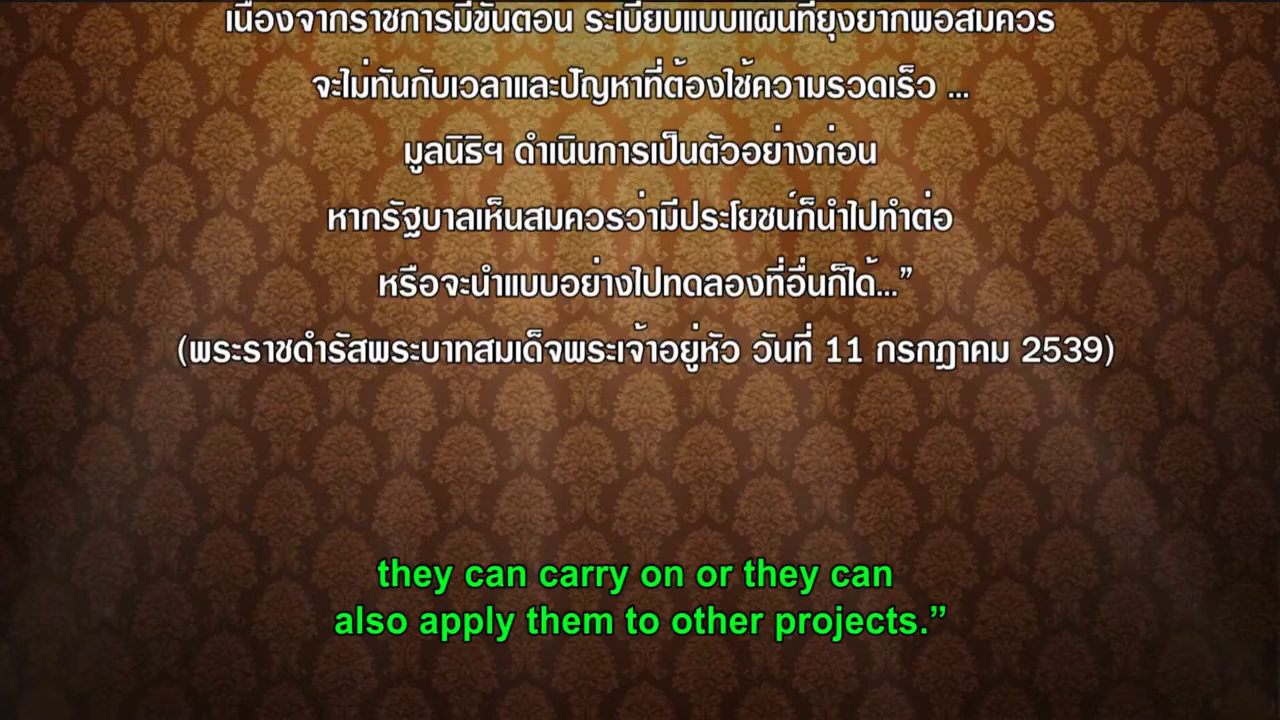 เนื่องจากราชการมีขั้นตอน ระเบียบแบบแผนที่ยุ่งยากพอสมควร
จะไม่ทันกับเวลาและปัญหาที่ต้องใช้ความรวดเร็ว ...
มูลนิธิฯ ดำเนินการเป็นตัวอย่างก่อน
หากรัฐบาลเห็นสมควรว่ามีประโยชน์ก็นำไปทำต่อ
หรือจะนำแบบอย่างไปทดลองที่อื่นก็ได้...”
(พระราชดำรัสพระบาทสมเด็จพระเจ้าอยู่หัว วันที่ 11 กรกฎาคม 2539)
they can carry on or they can
also apply them to other projects.”